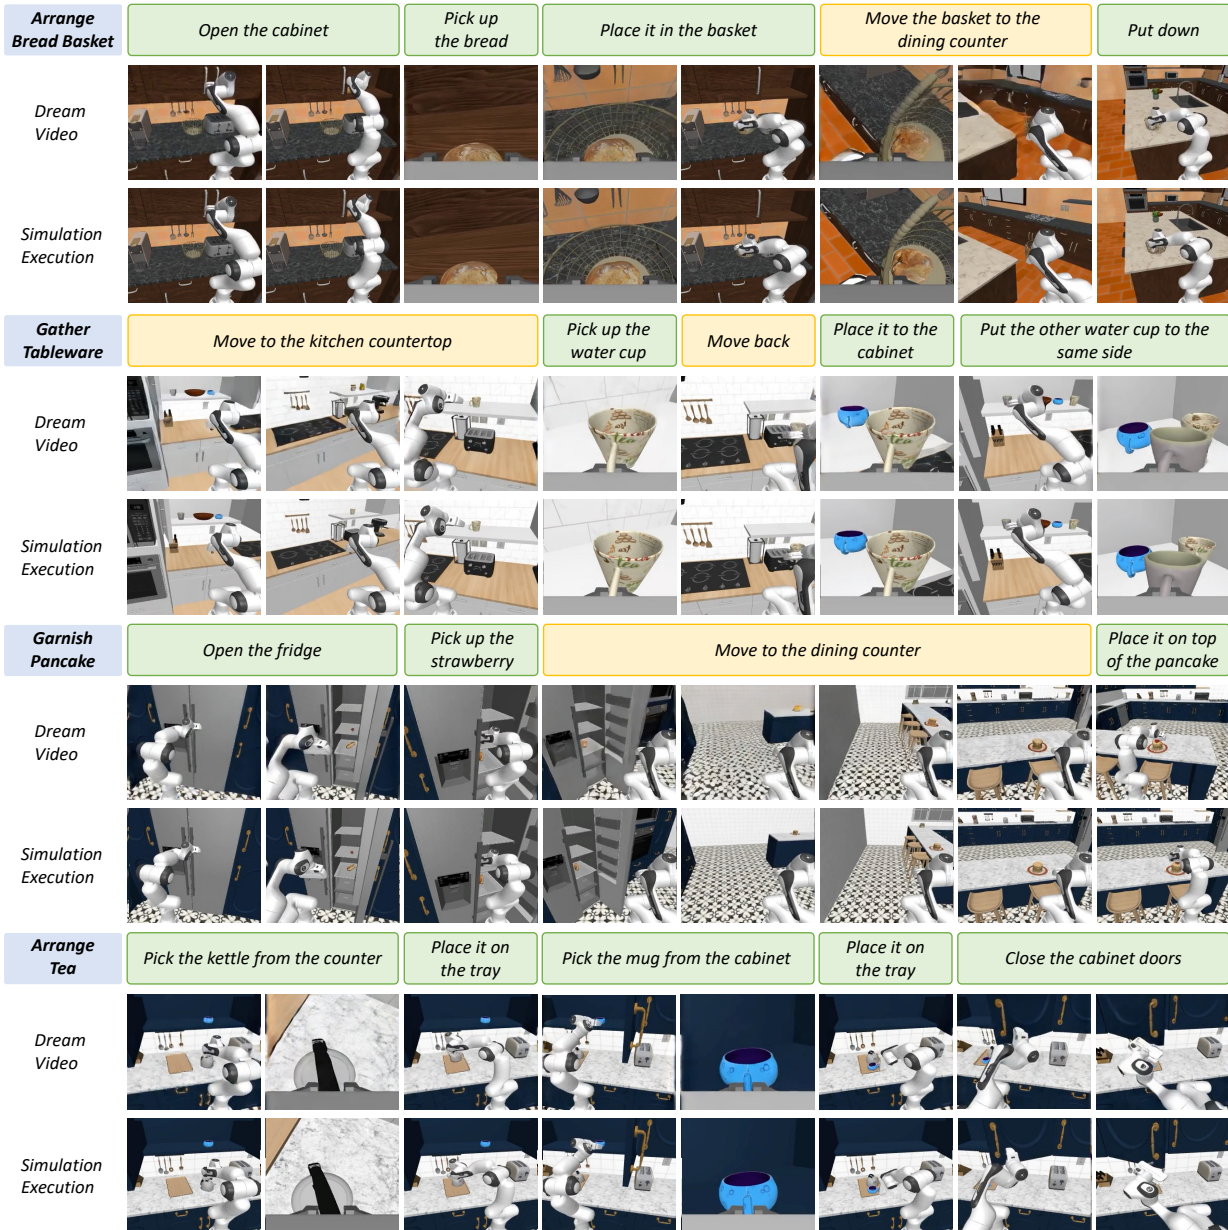 Arrange
Bread Basket
Open the cabinet
Pick up
the bread
Place it in the basket
Move the basket to the
dining counter
Put down
Dream
Video
Simulation
Execution
Gather
Tableware
Move to the kitchen countertop
Pick up the
water cup
Move back
Place it to the
cabinet
Put the other water cup to the
same side
Dream
Video
Simulation
Execution
Garnish
Pancake
Open the fridge
Pick up the
strawberry
Move to the dining counter
Place it on top
of the pancake
Dream
Video
Simulation
Execution
Arrange
Tea
Pick the kettle from the counter
Place it on
the tray
Pick the mug from the cabinet
Place it on
the tray
Close the cabinet doors
Dream
Video
Simulation
Execution